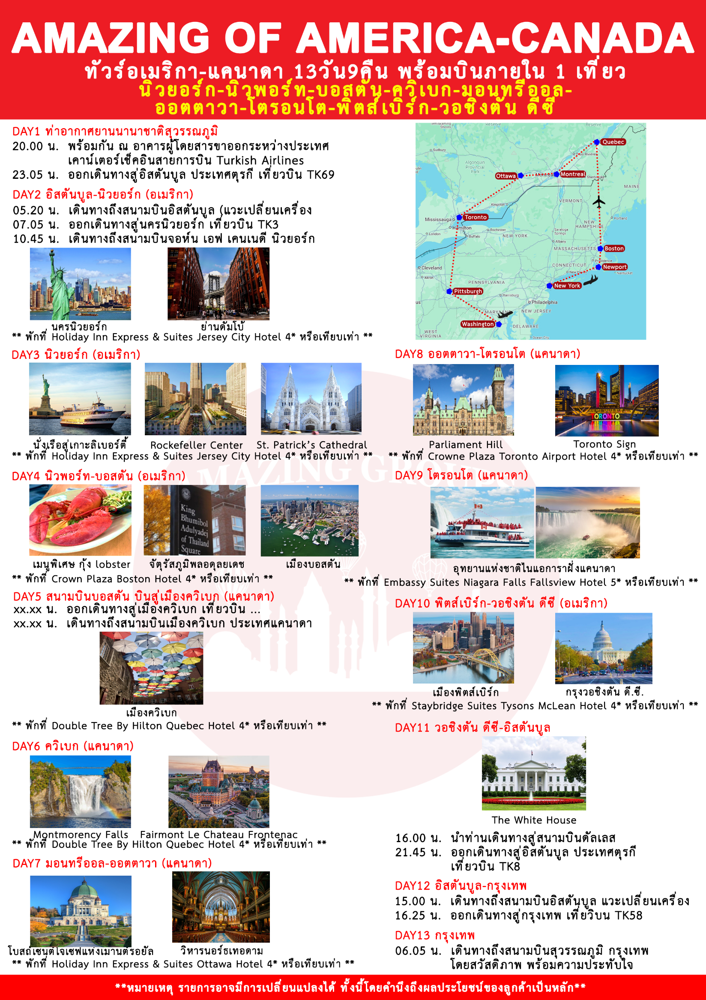 AMAZING OF AMERICA-CANADA
ทัวร์อเมริกา-แคนาดา 13วัน9คืน พร้อมบินภายใน 1 เที่ยว
นิวยอร์ก-นิวพอร์ท-บอสตัน-ควิเบก-มอนทรีออล-
ออตตาวา-โตรอนโต-พิตส์เบิร์ก-วอชิงตัน ดีซี
DAY1 ท่าอากาศยานนานาชาติสุวรรณภูมิ
20.00 น. พร้อมกัน ณ อาคารผู้โดยสารขาออกระหว่างประเทศ
เคาน์เตอร์เช็คอินสายการบิน Turkish Airlines
23.05 น. ออกเดินทางสู่อิสตันบูล ประเทศตุรกี เที่ยวบิน TK69
DAY2 อิสตันบูล-นิวยอร์ก (อเมริกา)
05.20 น. เดินทางถึงสนามบินอิสตันบูล (แวะเปลี่ยนเครื่อง
07.05 น. ออกเดินทางสู่นครนิวยอร์ก เที่ยวบิน TK3
10.45 น. เดินทางถึงสนามบินจอห์น เอฟ เคนเนดี นิวยอร์ก
นครนิวยอร์ก
ย่านดัมโบ้
** พักที่ Holiday Inn Express & Suites Jersey City Hotel 4* หรือเทียบเท่า **
Temiskaming Shores
Reserve
Reserve
Quebec
Sudbury
Trois-Rivières
Algonquin
Provincial
Park
Ottawa
Montreal
Montreal
Sherbrooke
MAINE
Kingston
VERMONT
Toronto
Mississauga
Portland
NEW
HAMPSHIRE
Hamilton
Rochester
Saratoga
Springs
London
Buffalo
NEW YORK
Albany
MASSACHUSETTS
Boston
Lake Erie
Providence
Cleveland
CONNECTICUT
Newport
New Haven
Nantucket
Akron
PENNSYLVANIA
New York
Pittsburgh
Harrisburg
Philadelphia
us
MARYLAND
NEW JERSEY
Washington
DELAWARE
WEST
VIRGINIA
Ocean City
DAY3 นิวยอร์ก (อเมริกา)
นั่งเรือสู่เกาะลิเบอร์ตี้
Rockefeller Center
St. Patrick’s Cathedral
** พักที่ Holiday Inn Express & Suites Jersey City Hotel 4* หรือเทียบเท่า **
AMAZING GROUPS
DAY4 นิวพอร์ท-บอสตัน (อเมริกา)
King
Bhumibol
Adulyadej
of Thailand
Square
เมนูพิเศษ กุ้ง lobster
จัตุรัสภูมิพลอดุลยเดช
เมืองบอสตัน
** พักที่ Crown Plaza Boston Hotel 4* หรือเทียบเท่า **
DAY5 สนามบินบอสตัน บินสู่เมืองควิเบก (แคนาดา)
xx.xx น. ออกเดินทางสู่เมืองควิเบก เที่ยวบิน ...
xx.xx น. เดินทางถึงสนามบินเมืองควิเบก ประเทศแคนาดา
เมืองควิเบก
** พักที่ Double Tree By Hilton Quebec Hotel 4* หรือเทียบเท่า **
DAY6 ควิเบก (แคนาดา)
Montmorency Falls
Fairmont Le Chateau Frontenac
** พักที่ Double Tree By Hilton Quebec Hotel 4* หรือเทียบเท่า **
DAY7 มอนทรีออล-ออตตาวา (แคนาดา)
โบสถ์เซนต์โจเซฟแห่งเมานต์รอยัล
วิหารนอร์ธเทอดาม
** พักที่ Holiday Inn Express & Suites Ottawa Hotel 4* หรือเทียบเท่า **
DAY8 ออตตาวา-โตรอนโต (แคนาดา)
TORONTO
Parliament Hill
Toronto Sign
** พักที่ Crowne Plaza Toronto Airport Hotel 4* หรือเทียบเท่า **
DAY9 โตรอนโต (แคนาดา)
อุทยานแห่งชาติไนแอการาฝั่งแคนาดา
** พักที่ Embassy Suites Niagara Falls Fallsview Hotel 5* หรือเทียบเท่า **
DAY10 พิตส์เบิร์ก-วอชิงตัน ดีซี (อเมริกา)
เมืองพิตส์เบิร์ก
กรุงวอชิงตัน ดี.ซี.
** พักที่ Staybridge Suites Tysons McLean Hotel 4* หรือเทียบเท่า **
DAY11 วอชิงตัน ดีซี-อิสตันบูล
The White House
16.00 น. นำท่านเดินทางสู่สนามบินดัลเลส
21.45 น. ออกเดินทางสู่อิสตันบูล ประเทศตุรกี
เที่ยวบิน TK8
DAY12 อิสตันบูล-กรุงเทพ
15.00 น. เดินทางถึงสนามบินอิสตันบูล แวะเปลี่ยนเครื่อง
16.25 น. ออกเดินทางสู่กรุงเทพ เที่ยวิบน TK58
DAY13 กรุงเทพ
06.05 น. เดินทางถึงสนามบินสุวรรณภูมิ กรุงเทพ
โดยสวัสดิภาพ พร้อมความประทับใจ
**หมายเหตุ รายการอาจมีการเปลี่ยนแปลงได้ ทั้งนี้โดยคำนึงถึงผลประโยชน์ของลูกค้าเป็นหลัก**